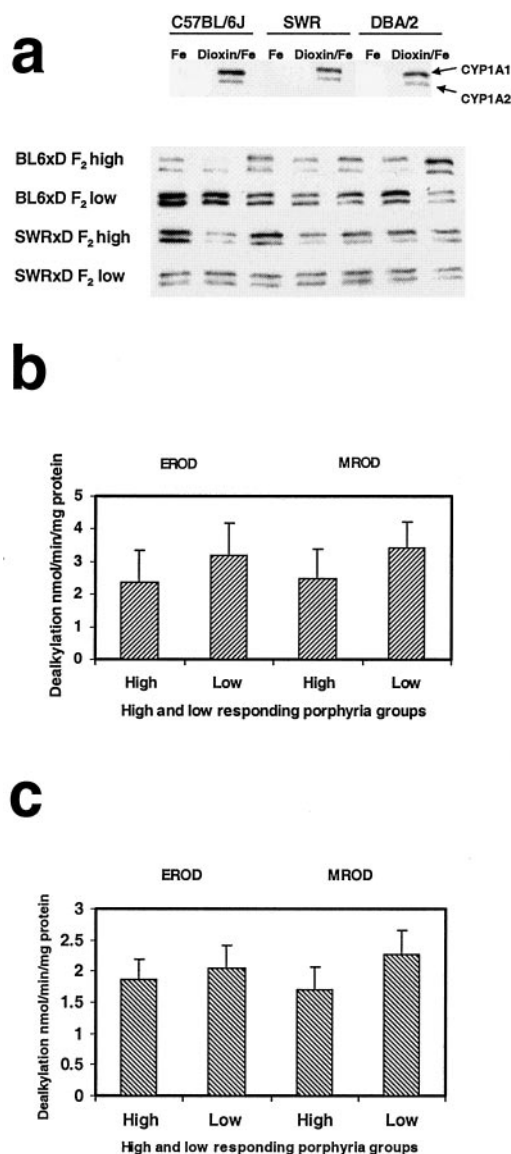 a
C57BL/6J SWR DBA/2
Fe Dioxin/Fe Fe Dioxin/Fe Fe Dioxin/Fe
CYP1A1
CYP1A2
BL6xD F2 high
BL6xD F2 low
SWRxD F2 high
SWRxD F2 low
b
EROD MROD
Dealkylation nmol/min/mg protein
5
4
3
2
1
0
High Low High Low
High and low responding porphyria groups
c
EROD MROD
Dealkylation nmol/min/mg protein
3
2.5
2
1.5
1
0.5
0
High Low High Low
High and low responding porphyria groups